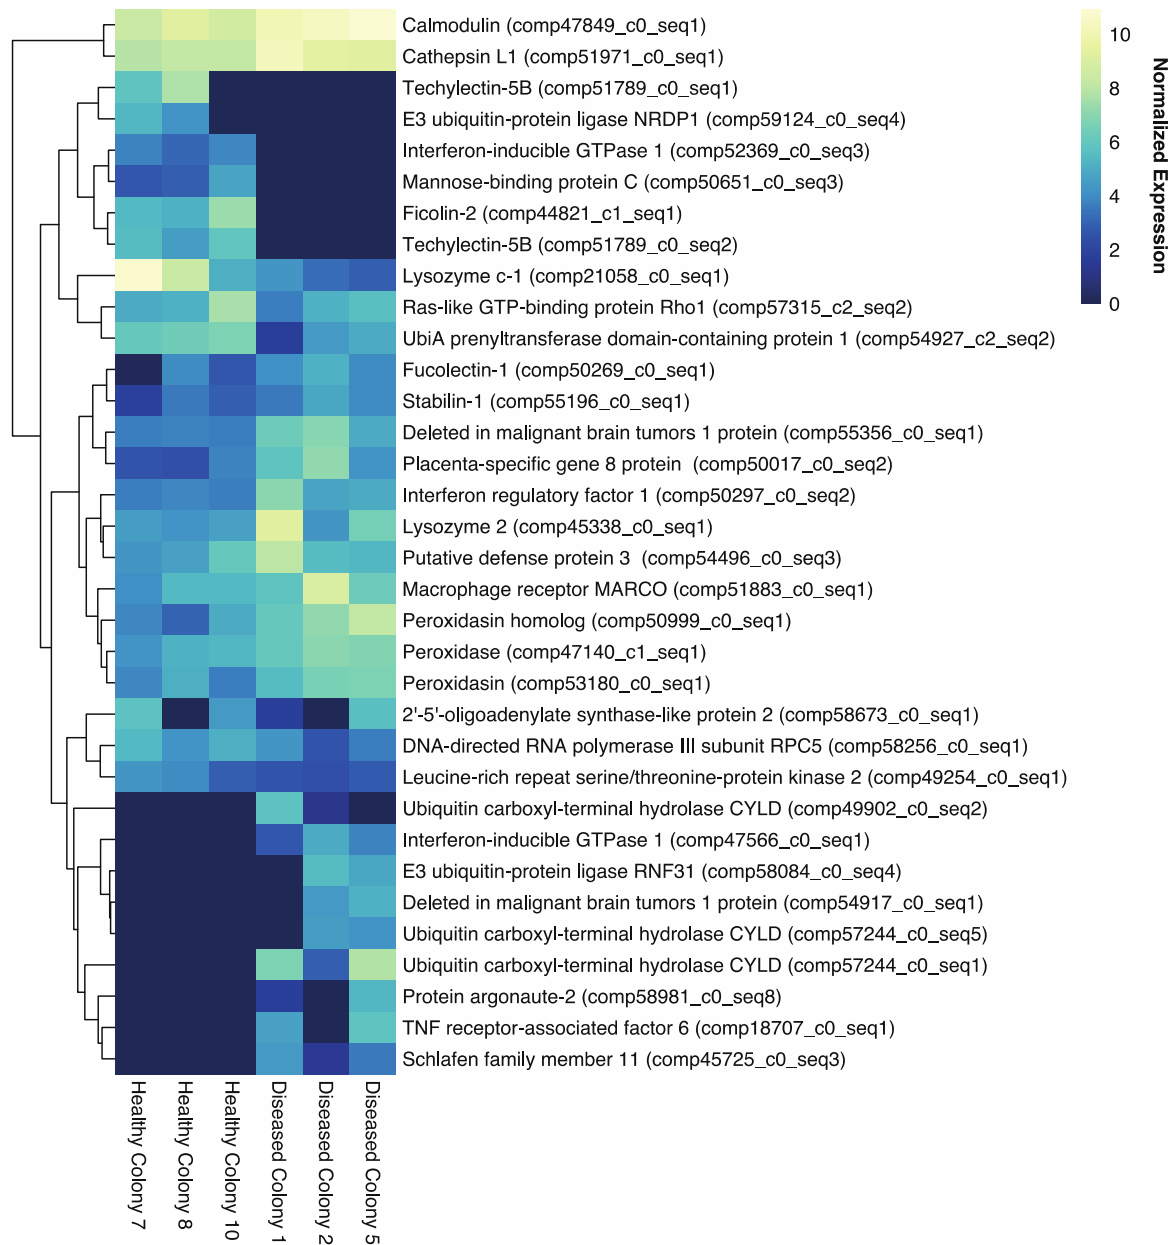 Calmodulin (comp47849_c0_seq1)
Cathepsin L1 (comp51971_c0_seq1)
Techylectin-5B (comp51789_c0_seq1)
E3 ubiquitin-protein ligase NRDP1 (comp59124_c0_seq4)
Interferon-inducible GTPase 1 (comp52369_c0_seq3)
Mannose-binding protein C (comp50651_c0_seq3)
Ficolin-2 (comp44821_c1_seq1)
Techylectin-5B (comp51789_c0_seq2)
Lysozyme c-1 (comp21058_c0_seq1)
Ras-like GTP-binding protein Rho1 (comp57315_c2_seq2)
UbiA prenyltransferase domain-containing protein 1 (comp54927_c2_seq2)
Fucolectin-1 (comp50269_c0_seq1)
Stabilin-1 (comp55196_c0_seq1)
Deleted in malignant brain tumors 1 protein (comp55356_c0_seq1)
Placenta-specific gene 8 protein (comp50017_c0_seq2)
Interferon regulatory factor 1 (comp50297_c0_seq2)
Lysozyme 2 (comp45338_c0_seq1)
Putative defense protein 3 (comp54496_c0_seq3)
Macrophage receptor MARCO (comp51883_c0_seq1)
Peroxidasin homolog (comp50999_c0_seq1)
Peroxidase (comp47140_c1_seq1)
Peroxidasin (comp53180_c0_seq1)
2'-5'-oligoadenylate synthase-like protein 2 (comp58673_c0_seq1)
DNA-directed RNA polymerase III subunit RPC5 (comp58256_c0_seq1)
Leucine-rich repeat serine/threonine-protein kinase 2 (comp49254_c0_seq1)
Ubiquitin carboxyl-terminal hydrolase CYLD (comp49902_c0_seq2)
Interferon-inducible GTPase 1 (comp47566_c0_seq1)
E3 ubiquitin-protein ligase RNF31 (comp58084_c0_seq4)
Deleted in malignant brain tumors 1 protein (comp54917_c0_seq1)
Ubiquitin carboxyl-terminal hydrolase CYLD (comp57244_c0_seq5)
Ubiquitin carboxyl-terminal hydrolase CYLD (comp57244_c0_seq1)
Protein argonaute-2 (comp58981_c0_seq8)
TNF receptor-associated factor 6 (comp18707_c0_seq1)
Schlafen family member 11 (comp45725_c0_seq3)
Healthy Colony 7
Healthy Colony 8
Healthy Colony 10
Diseased Colony 1
Diseased Colony 2
Diseased Colony 5
10
8
6
4
2
0
Normalized Expression